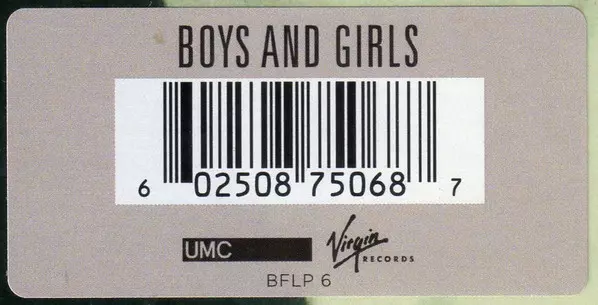 BOYS AND GIRLS
6 02508 75068 7
UMC
Virgin
RECORDS
BFLP 6